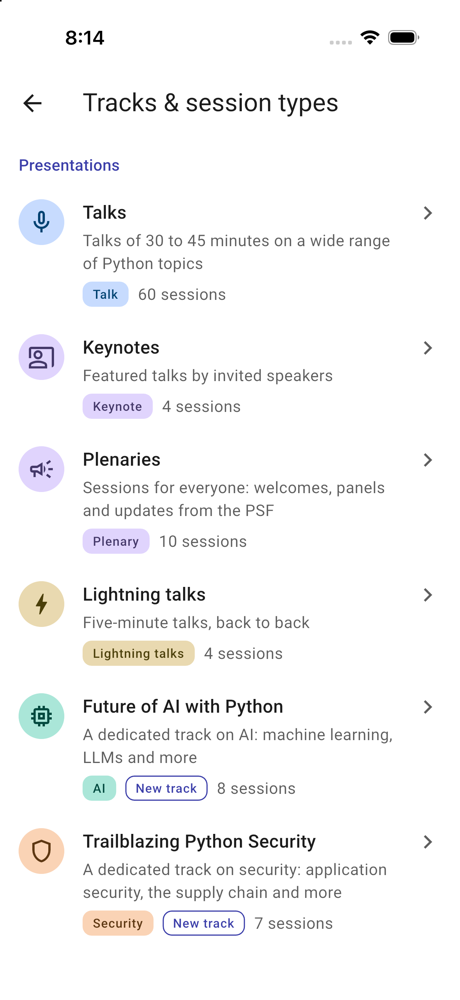 8:14
Tracks & session types
Presentations
Talks
Talks of 30 to 45 minutes on a wide range
of Python topics
Talk 60 sessions
Keynotes
Featured talks by invited speakers
Keynote 4 sessions
Plenaries
Sessions for everyone: welcomes, panels
and updates from the PSF
Plenary 10 sessions
Lightning talks
Five-minute talks, back to back
Lightning talks 4 sessions
Future of AI with Python
A dedicated track on AI: machine learning,
LLMs and more
AI New track 8 sessions
Trailblazing Python Security
A dedicated track on security: application
security, the supply chain and more
Security New track 7 sessions